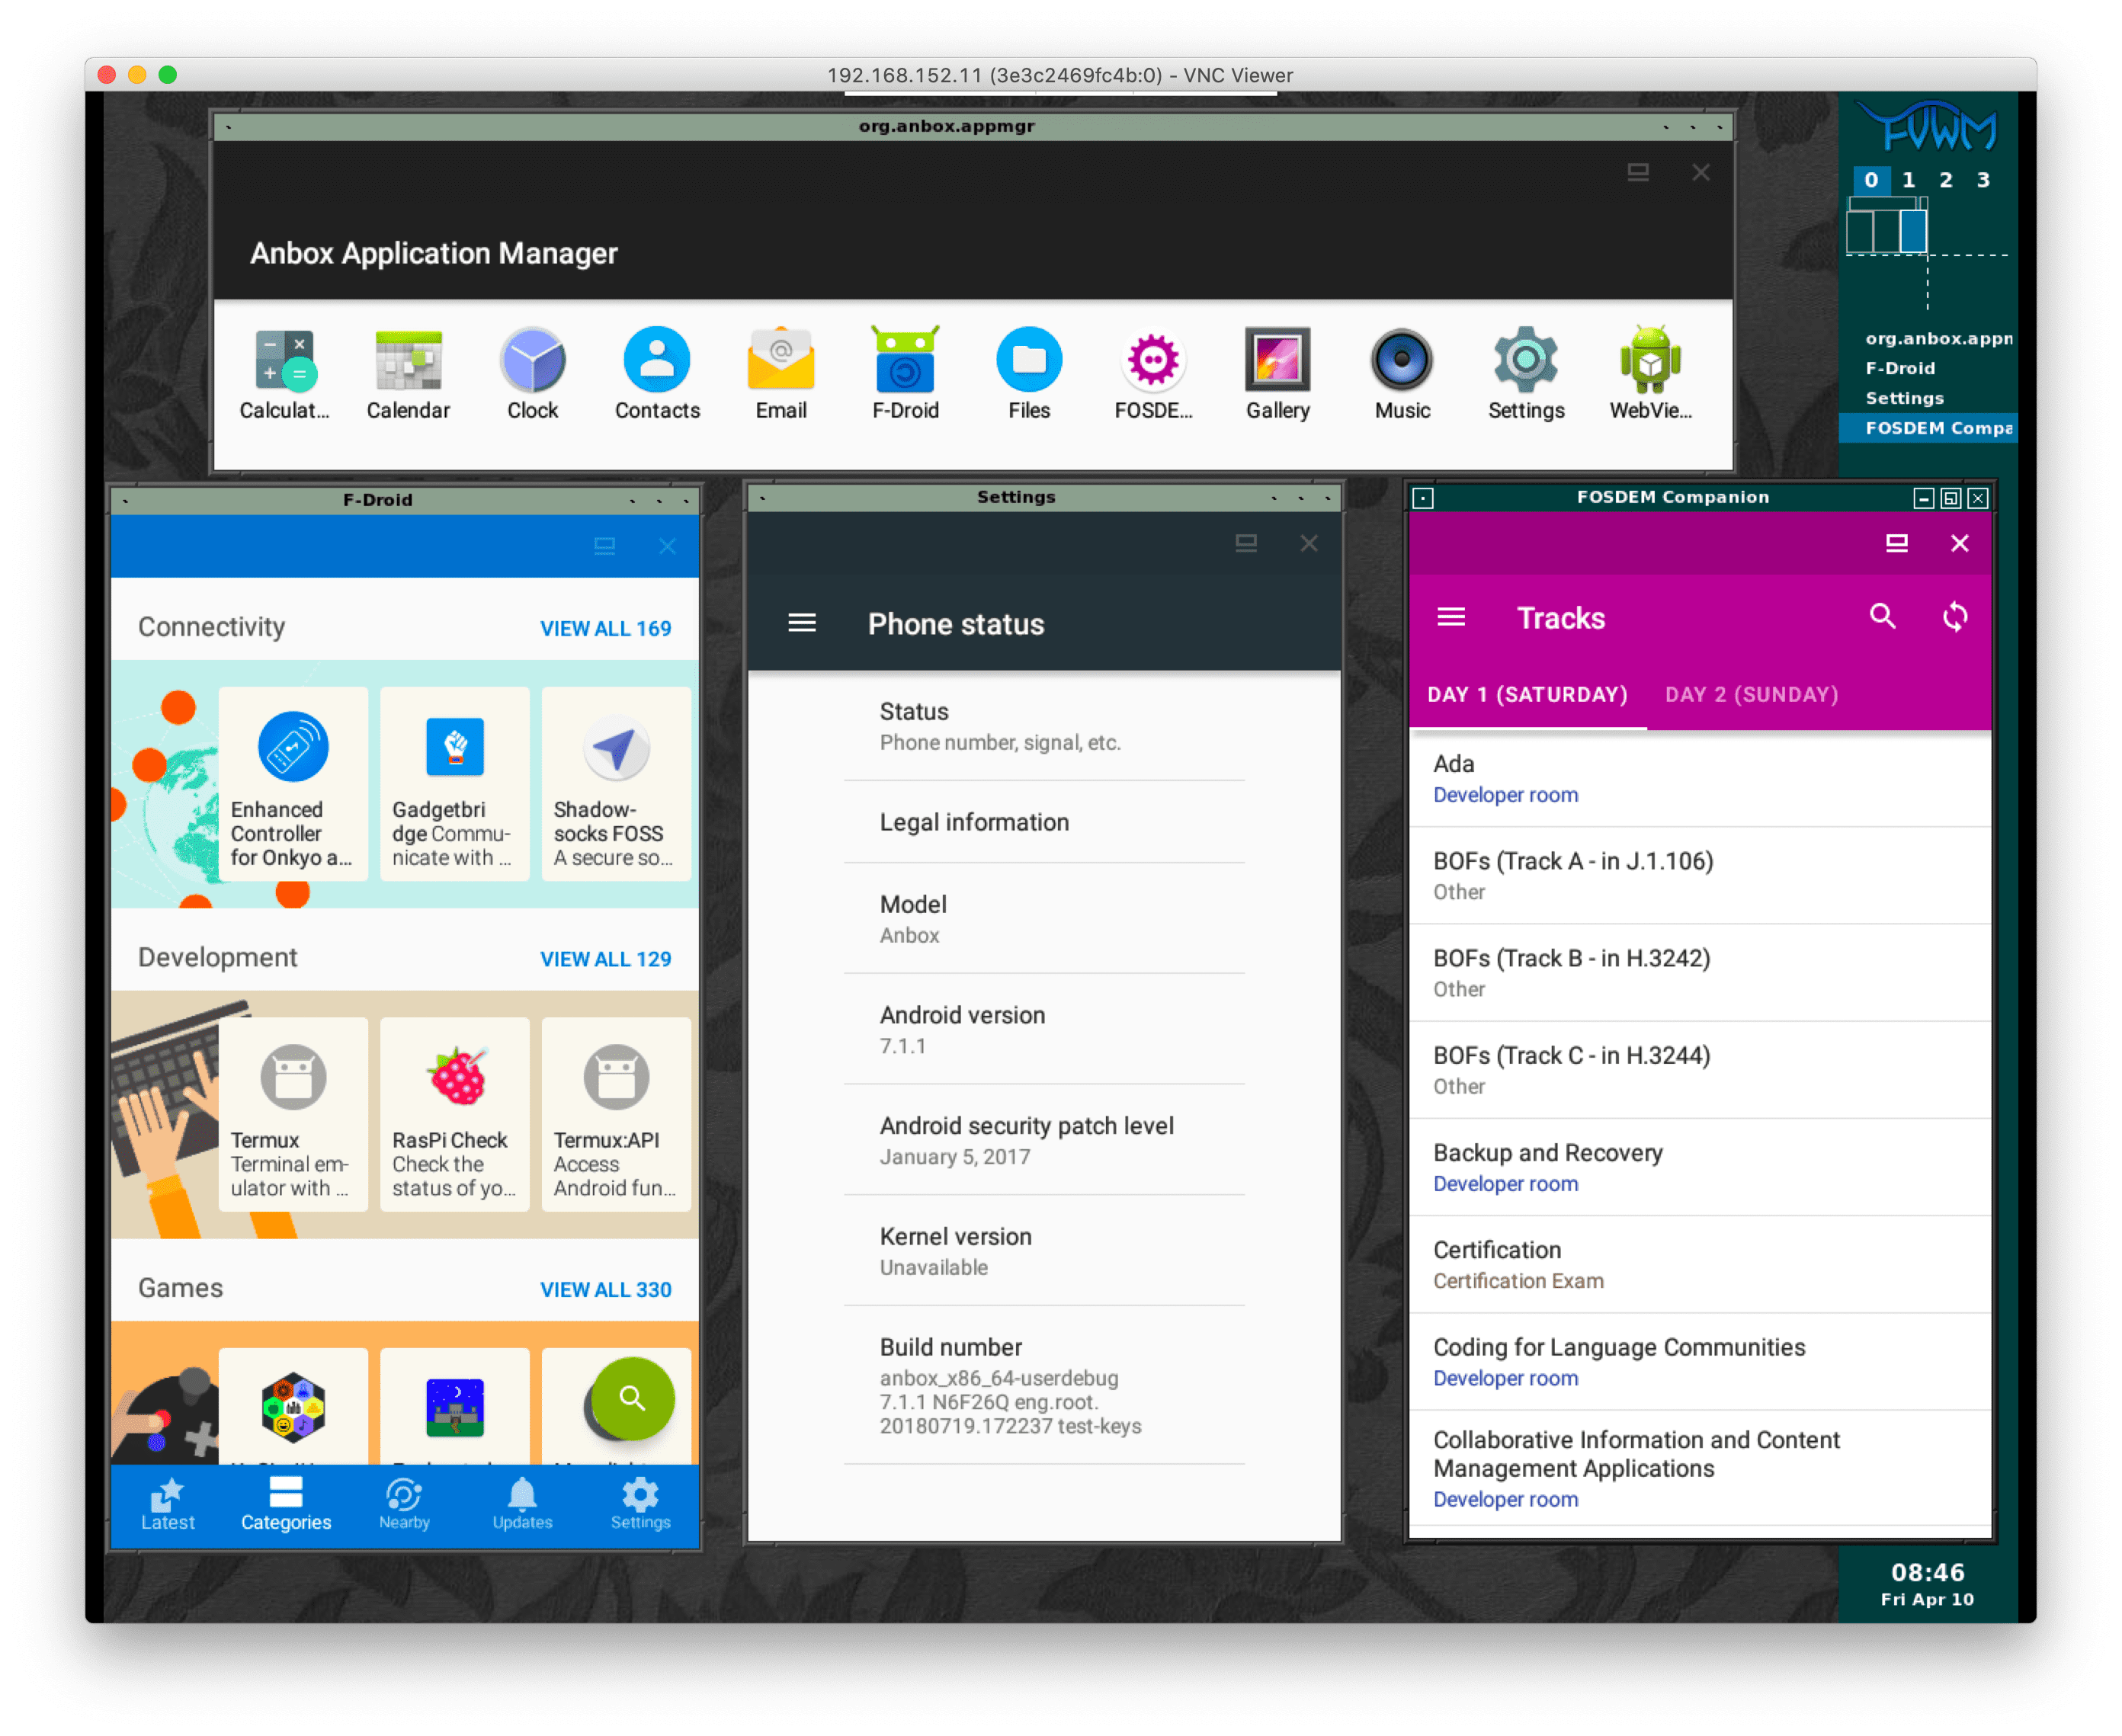 192.168.152.11 (3e3c2469fc4b:0) - VNC Viewer
org.anbox.appmgr
Anbox Application Manager
Calculat...
Calendar
Clock
Contacts
Email
F-Droid
Files
FOSDE...
Gallery
Music
Settings
WebVie...
FVWM
0 1 2 3
org.anbox.appm
F-Droid
Settings
FOSDEM Compa
F-Droid
Connectivity
VIEW ALL 169
Enhanced
Controller
for Onkyo a...
Gadgetbri
dge Commu-
nicate with ...
Shadow-
socks FOSS
A secure so...
Development
VIEW ALL 129
Termux
Terminal em-
ulator with ...
RasPi Check
Check the
status of yo...
Termux:API
Access
Android fun...
Games
VIEW ALL 330
Latest
Categories
Nearby
Updates
Settings
Settings
Phone status
Status
Phone number, signal, etc.
Legal information
Model
Anbox
Android version
7.1.1
Android security patch level
January 5, 2017
Kernel version
Unavailable
Build number
anbox_x86_64-userdebug
7.1.1 N6F26Q eng.root.
20180719.172237 test-keys
FOSDEM Companion
Tracks
DAY 1 (SATURDAY)
DAY 2 (SUNDAY)
Ada
Developer room
BOFs (Track A - in J.1.106)
Other
BOFs (Track B - in H.3242)
Other
BOFs (Track C - in H.3244)
Other
Backup and Recovery
Developer room
Certification
Certification Exam
Coding for Language Communities
Developer room
Collaborative Information and Content
Management Applications
Developer room
08:46
Fri Apr 10